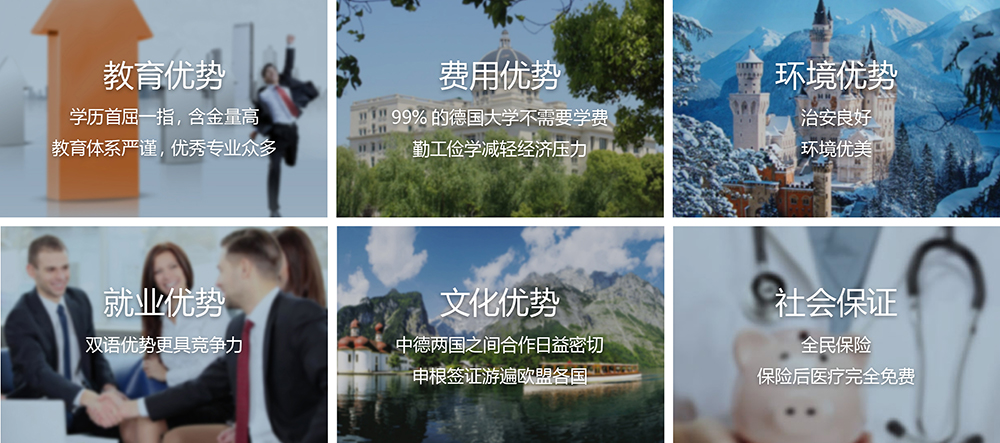 教育优势
学历首屈一指，含金量高
教育体系严谨，优秀专业众多
费用优势
99% 的德国大学不需要学费
勤工俭学减轻经济压力
环境优势
治安良好
环境优美
就业优势
双语优势更具竞争力
文化优势
中德两国之间合作日益密切
申根签证游遍欧盟各国
社会保证
全民保险
保险后医疗完全免费